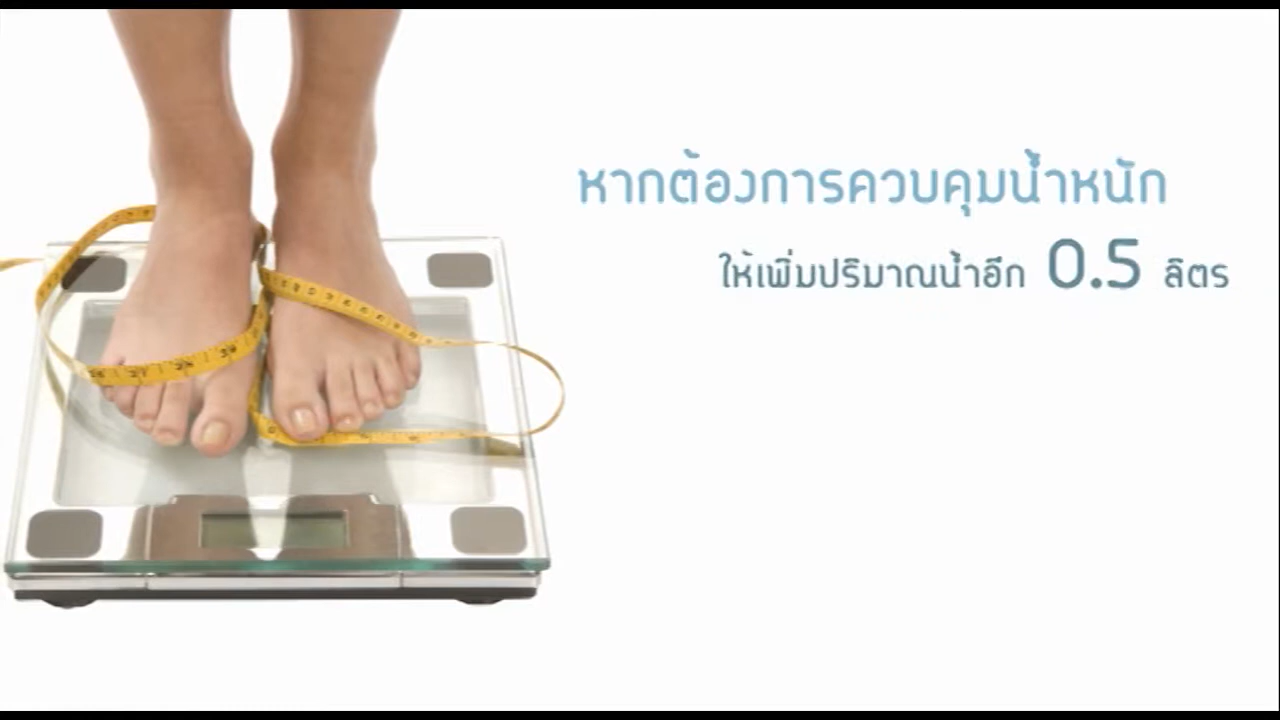 หากต้องการควบคุมน้ำหนัก
ให้เพิ่มปริมาณน้ำอีก 0.5 ลิตร